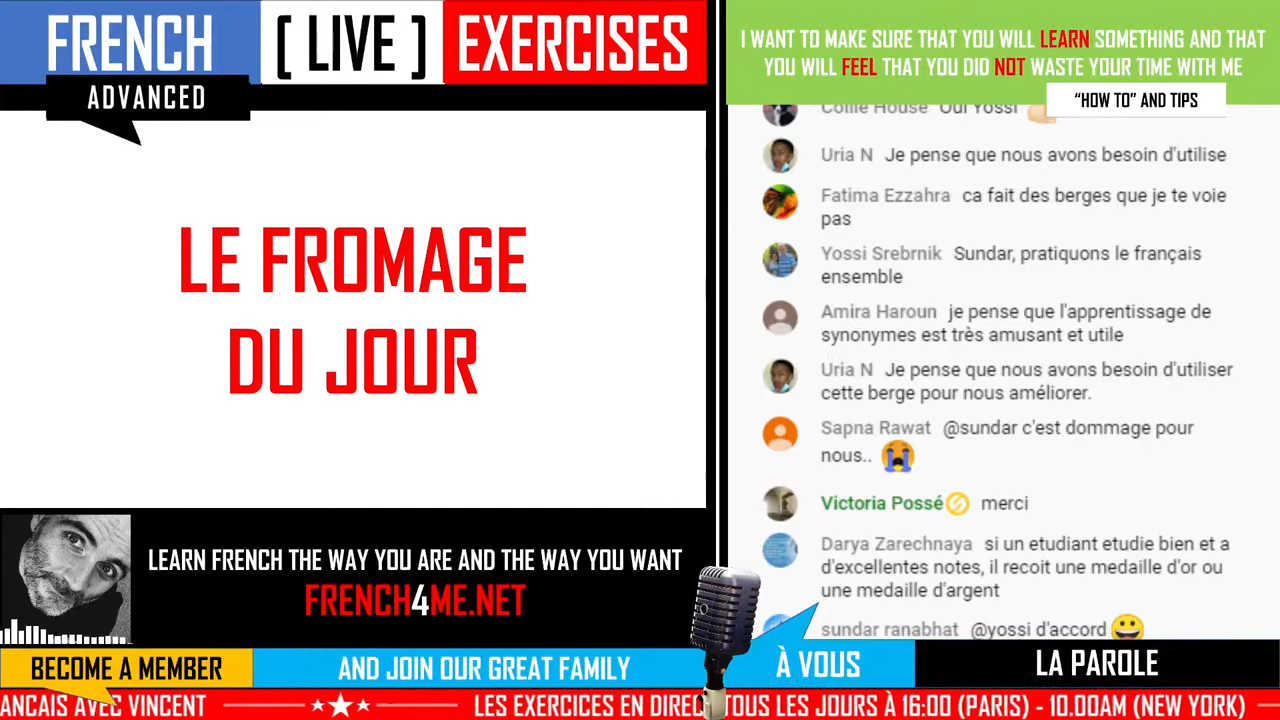 FRENCH [ LIVE ] EXERCISES
ADVANCED
LE FROMAGE
DU JOUR
LEARN FRENCH THE WAY YOU ARE AND THE WAY YOU WANT
FRENCH4ME.NET
I WANT TO MAKE SURE THAT YOU WILL LEARN SOMETHING AND THAT
YOU WILL FEEL THAT YOU DID NOT WASTE YOUR TIME WITH ME
"HOW TO" AND TIPS
Collie House Oui Yossi
Uria N Je pense que nous avons besoin d'utilise
Fatima Ezzahra ca fait des berges que je te voie
pas
Yossi Srebrnik Sundar, pratiquons le français
ensemble
Amira Haroun je pense que l'apprentissage de
synonymes est très amusant et utile
Uria N Je pense que nous avons besoin d'utiliser
cette berge pour nous améliorer.
Sapna Rawat @sundar c'est dommage pour
nous.. 😭
Victoria Possé merci
Darya Zarechnaya si un etudiant etudie bien et a
d'excellentes notes, il recoit une medaille d'or ou
une medaille d'argent
sundar ranabhat @yossi d'accord 😀
BECOME A MEMBER AND JOIN OUR GREAT FAMILY À VOUS LA PAROLE
ANCAIS AVEC VINCENT LES EXERCICES EN DIREC TOUS LES JOURS À 16:00 (PARIS) - 10.00AM (NEW YORK)